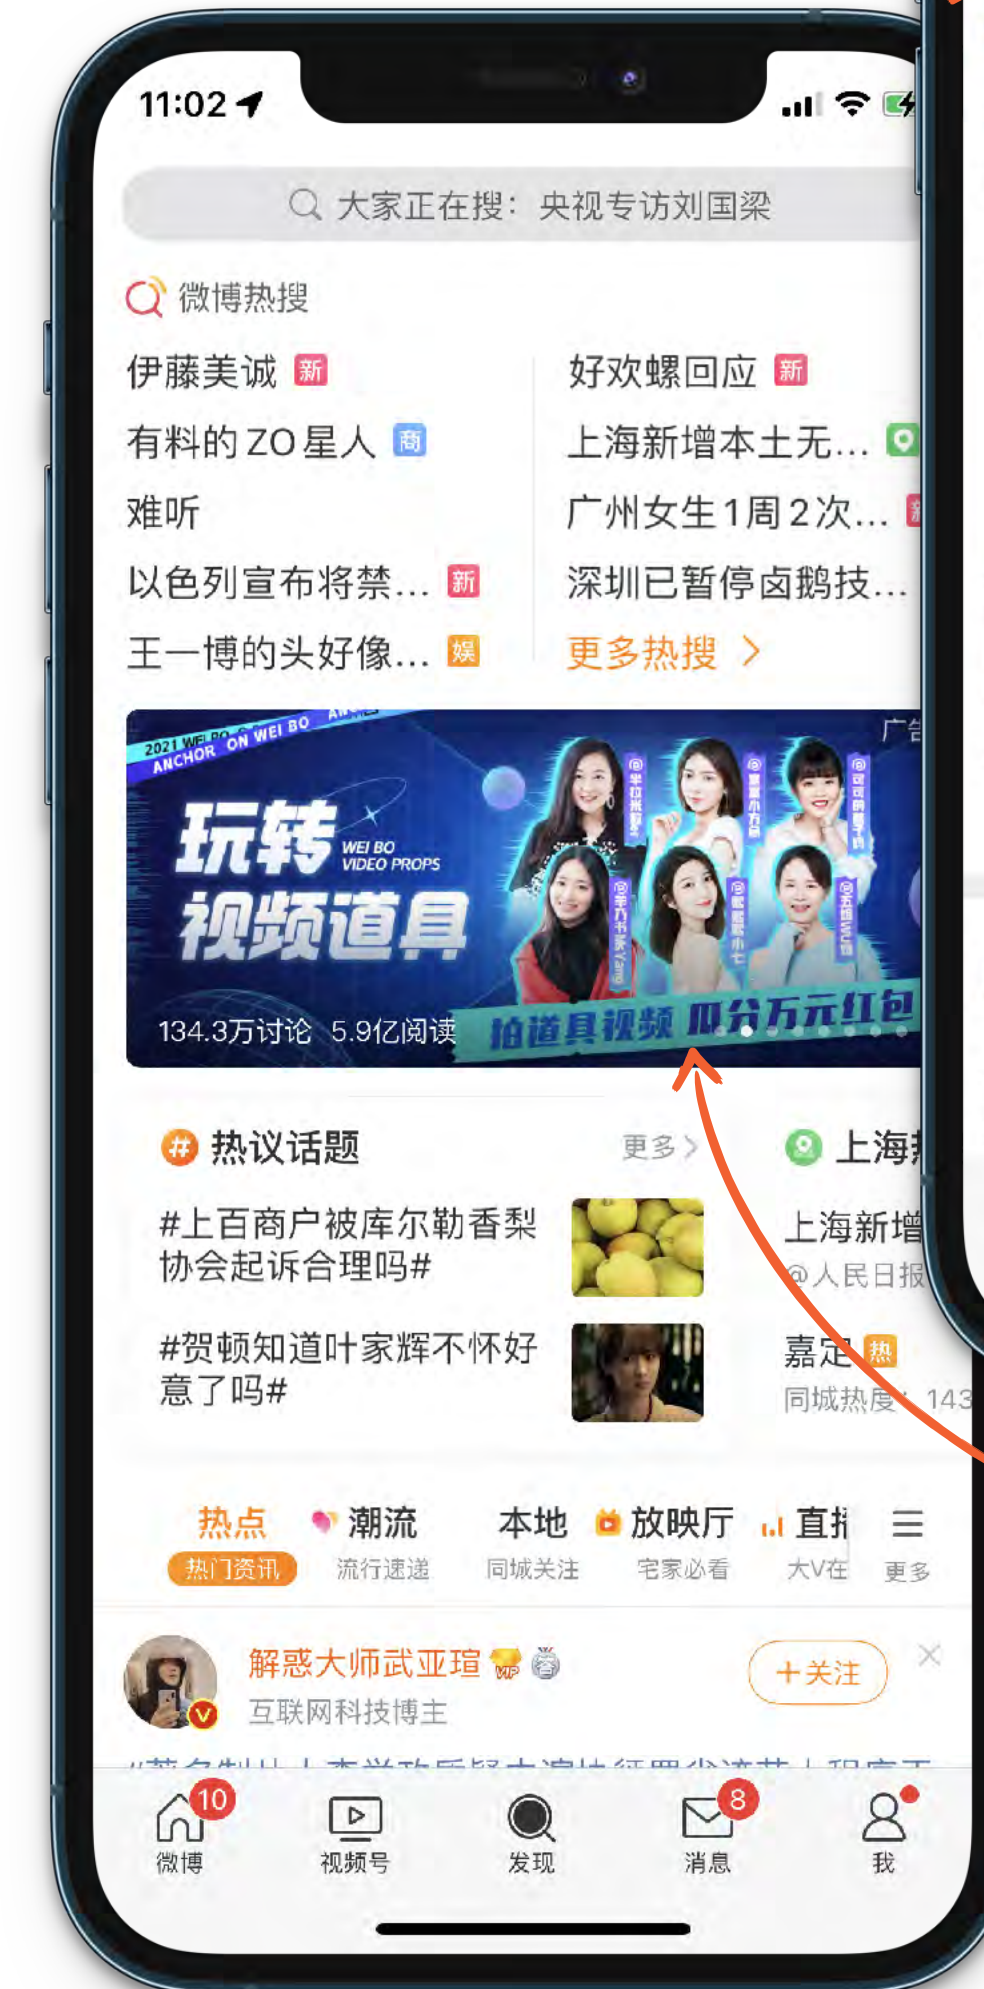 11:02
大家正在搜：央视专访刘国梁
微博热搜
伊藤美诚 新
好欢螺回应 新
有料的ZO星人 商
上海新增本土无...
难听
广州女生1周2次...
以色列宣布将禁... 新
深圳已暂停卤鹅技...
王一博的头好像... 娱
更多热搜 >
2021 WEI BO
ANCHOR ON WEI BO
广告
玩转
WEI BO
VIDEO PROPS
视频道具
134.3万讨论 5.9亿阅读
拍道具视频 瓜分万元红包
# 热议话题
更多 >
上海热
#上百商户被库尔勒香梨
协会起诉合理吗#
上海新增
@人民日报
#贺顿知道叶家辉不怀好
意了吗#
嘉定 热
同城热度：143
热点 潮流 本地 放映厅 直播
热门资讯 流行速递 同城关注 宅家必看 大V在 更多
解惑大师武亚瑄 VIP
+关注
互联网科技博主
10 8
微博 视频号 发现 消息 我